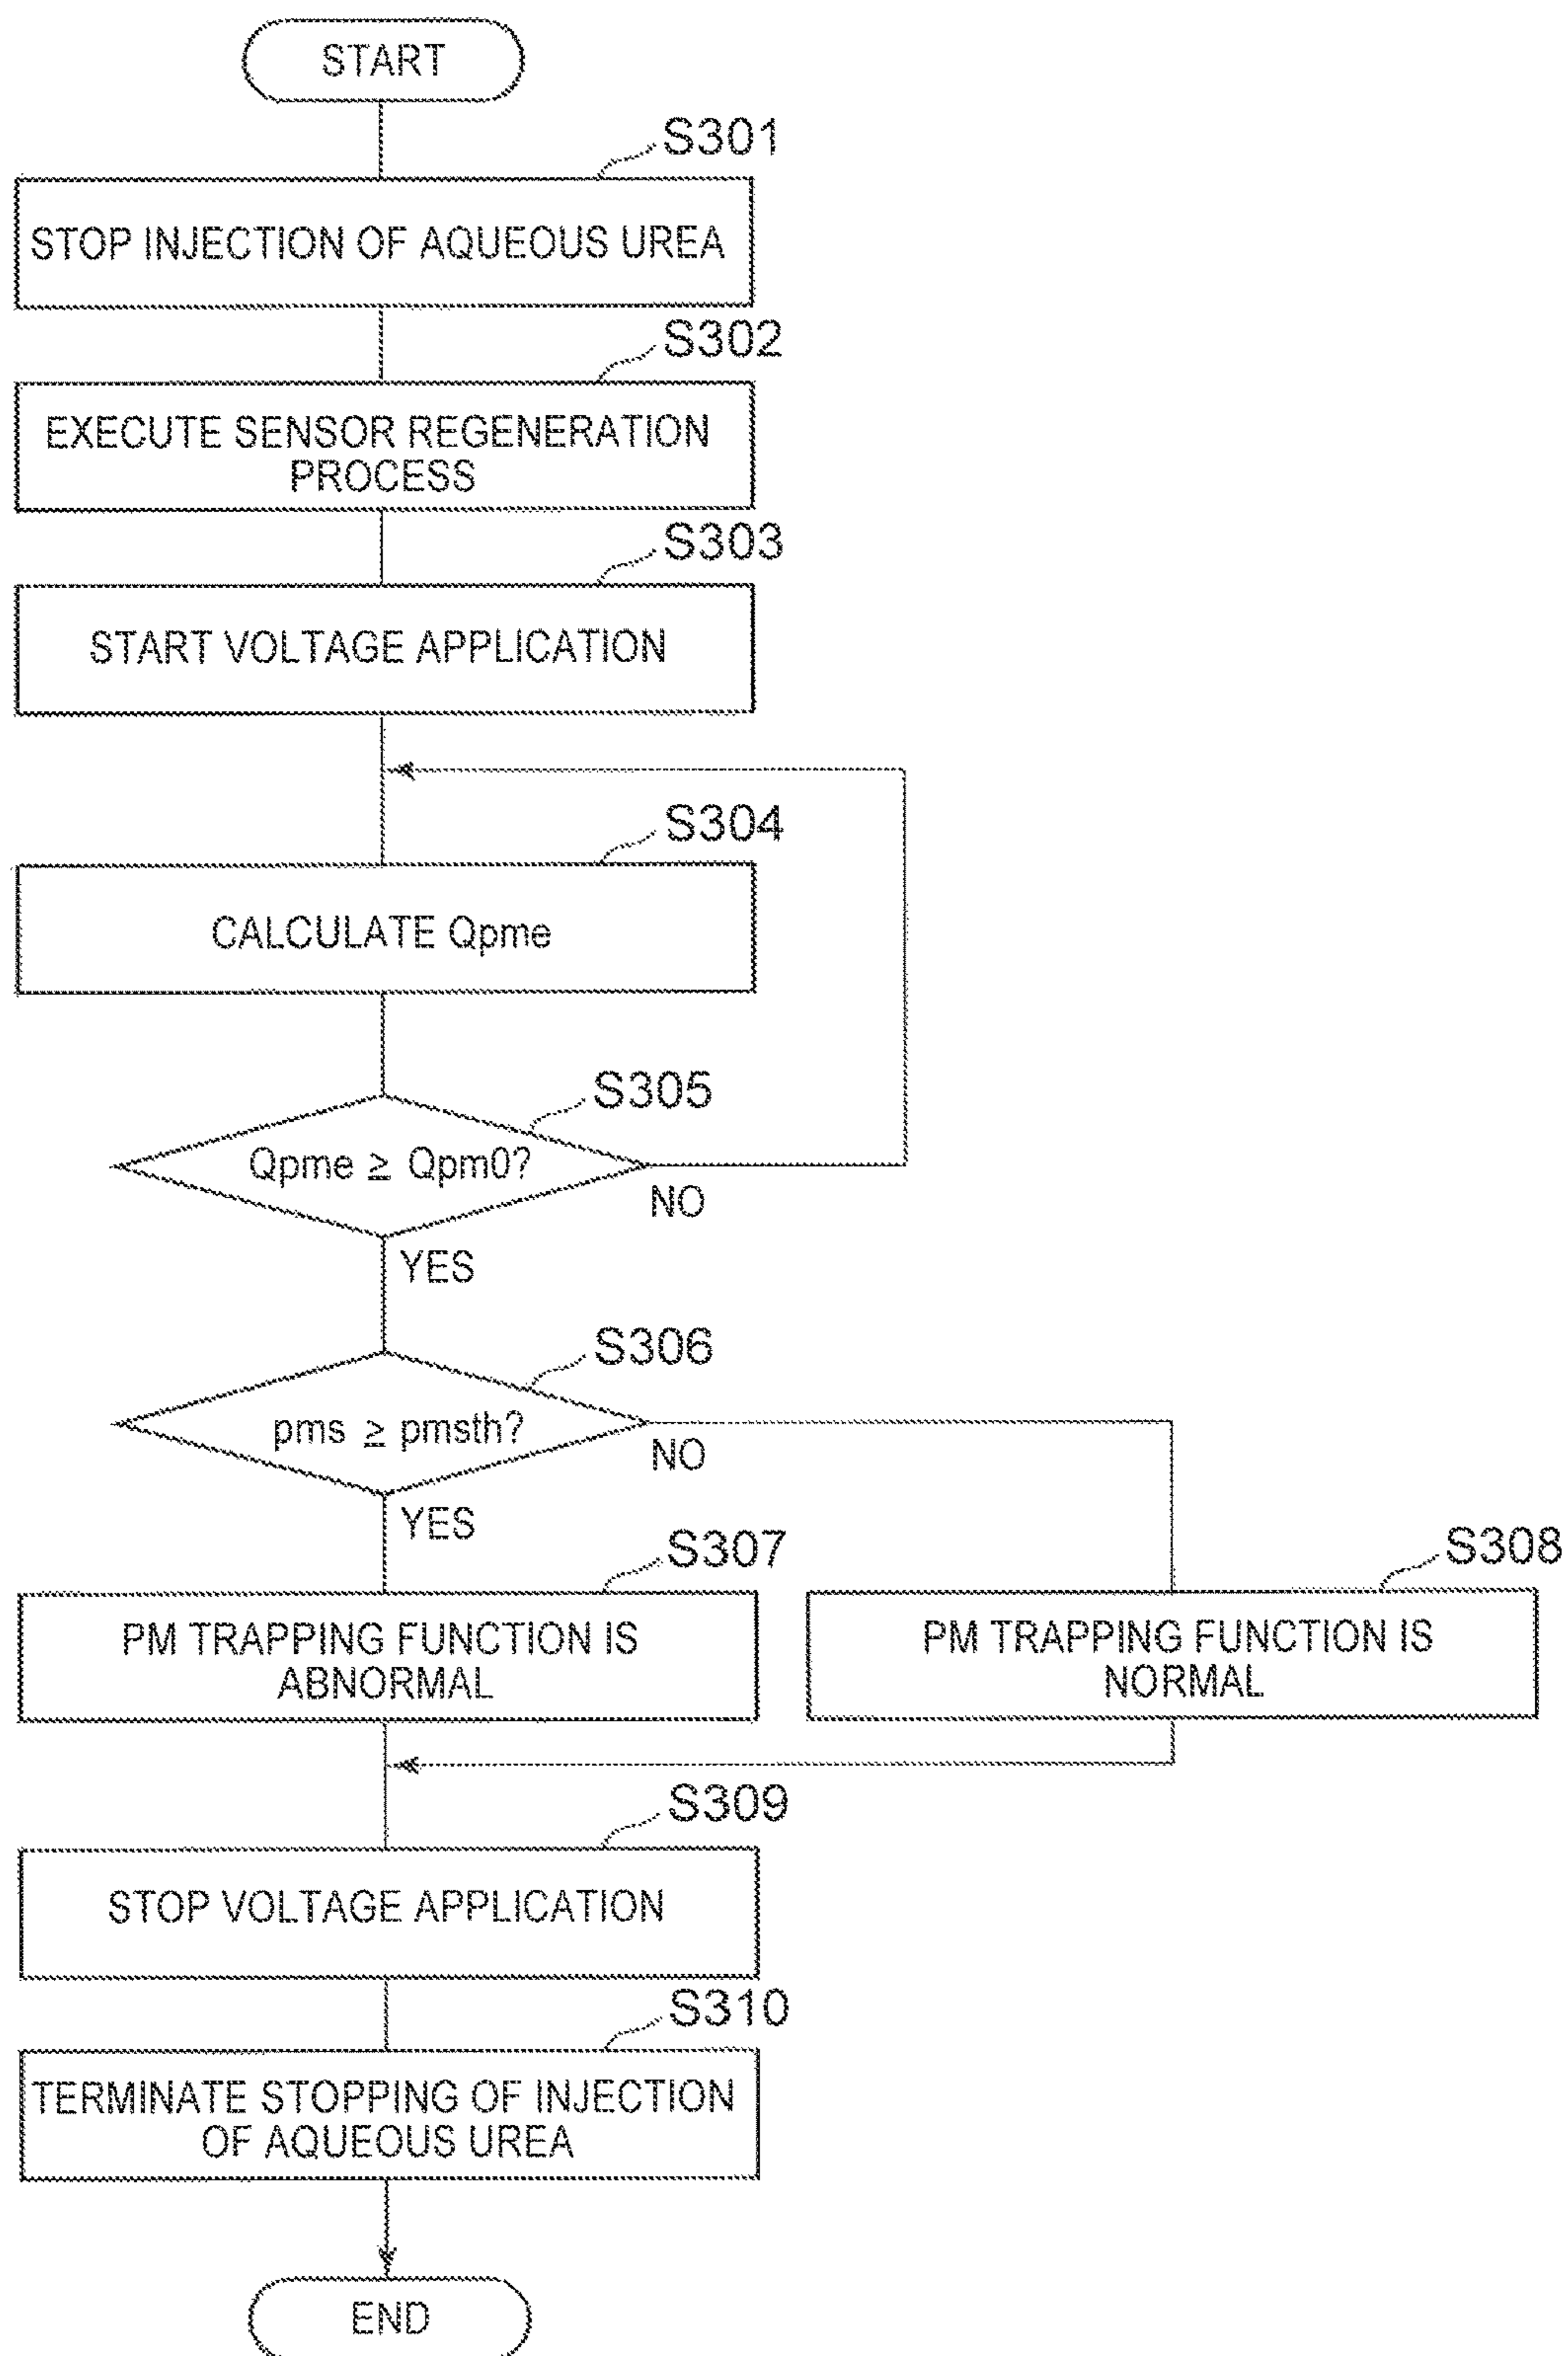 START
S301
STOP INJECTION OF AQUEOUS UREA
S302
EXECUTE SENSOR REGENERATION
PROCESS
S303
START VOLTAGE APPLICATION
S304
CALCULATE Qpme
S305
Qpme ≥ Qpm0?
NO
YES
S306
pms ≥ pmsth?
NO
YES
S307
PM TRAPPING FUNCTION IS
ABNORMAL
S308
PM TRAPPING FUNCTION IS
NORMAL
S309
STOP VOLTAGE APPLICATION
S310
TERMINATE STOPPING OF INJECTION
OF AQUEOUS UREA
END